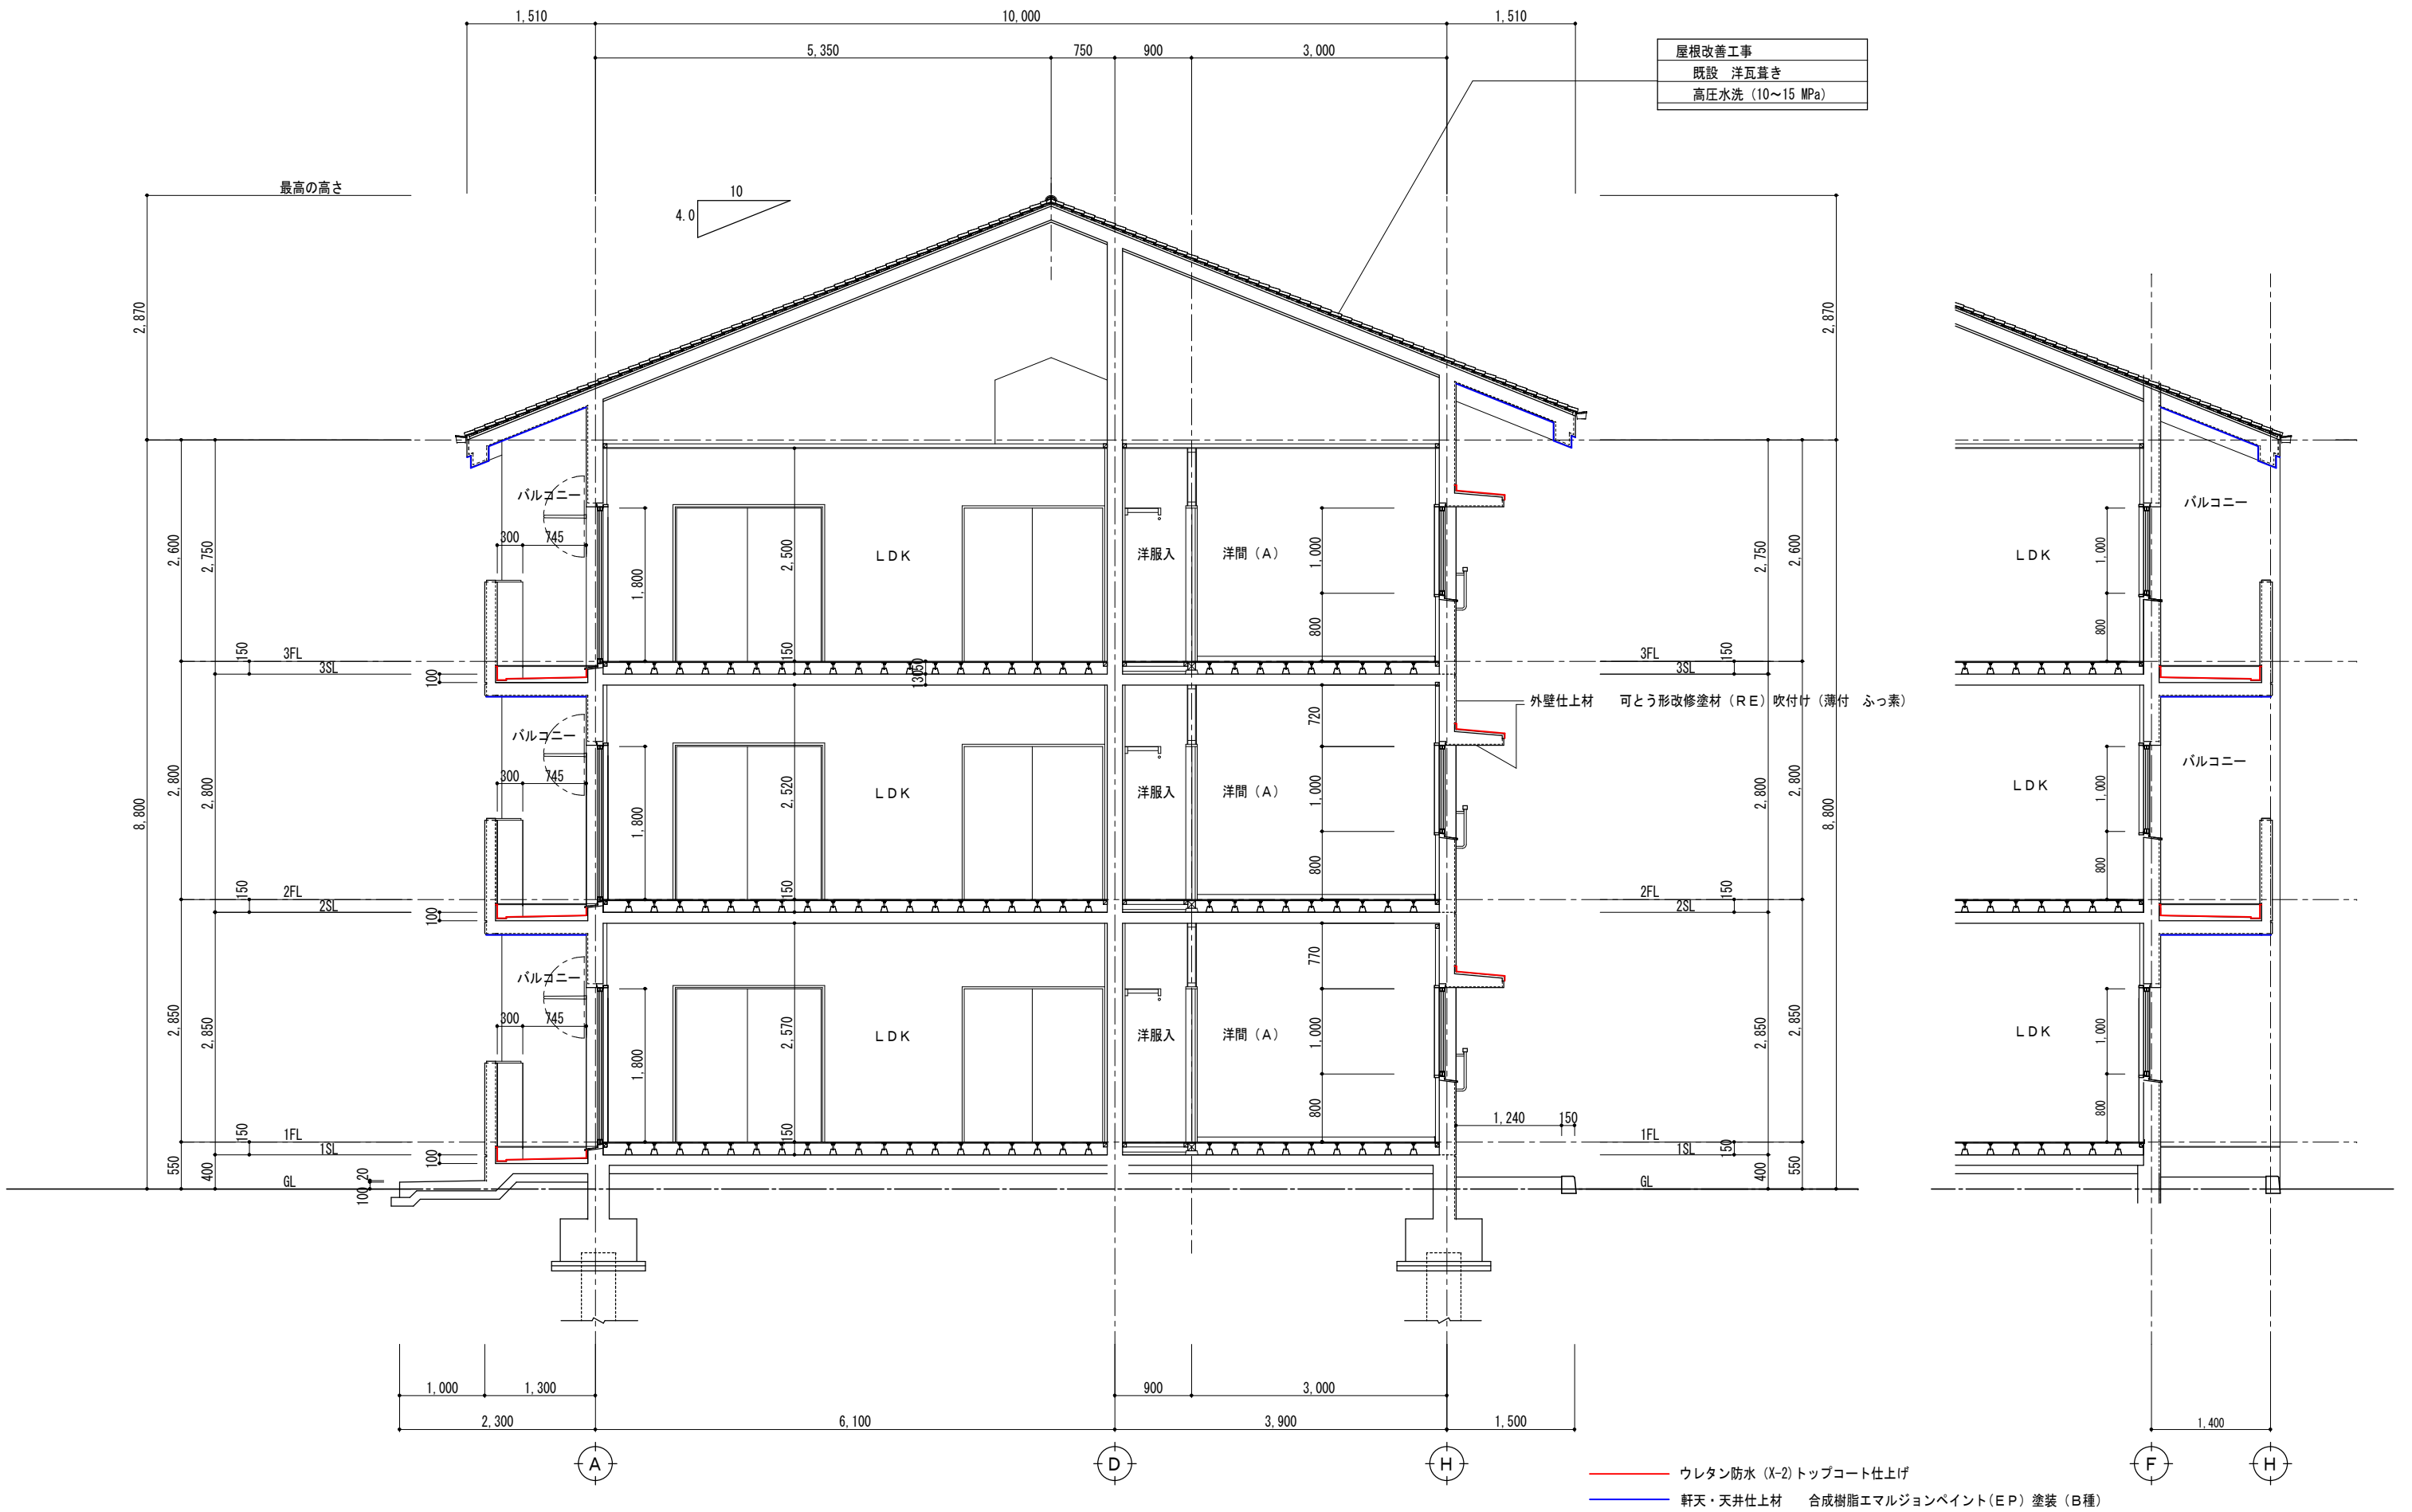 1,510
10,000
1,510
5,350
750
900
3,000
屋根改善工事
既設　洋瓦葺き
高圧水洗（10～15 MPa）
最高の高さ
10
4.0
2,870
2,870
バルコニー
300
745
2,600
2,750
1,800
2,500
LDK
洋服入
洋間（A）
1,000
800
2,750
2,600
LDK
1,000
800
バルコニー
150
3FL
3SL
100
150
13050
3FL
3SL
150
外壁仕上材　　可とう形改修塗材（RE）吹付け（薄付　ふっ素）
バルコニー
300
745
8,800
2,800
2,800
1,800
2,520
LDK
洋服入
洋間（A）
720
1,000
800
2,800
2,800
8,800
LDK
1,000
800
バルコニー
150
2FL
2SL
100
150
2FL
2SL
150
バルコニー
300
745
2,850
2,850
1,800
2,570
LDK
洋服入
洋間（A）
770
1,000
800
1,240
150
2,850
2,850
LDK
1,000
800
150
1FL
1SL
100
150
1FL
1SL
150
550
400
GL
100
20
GL
400
550
1,000
1,300
900
3,000
2,300
6,100
3,900
1,500
1,400
A
D
H
F
H
ウレタン防水（X-2）トップコート仕上げ
軒天・天井仕上材　　合成樹脂エマルジョンペイント（EP）塗装（B種）